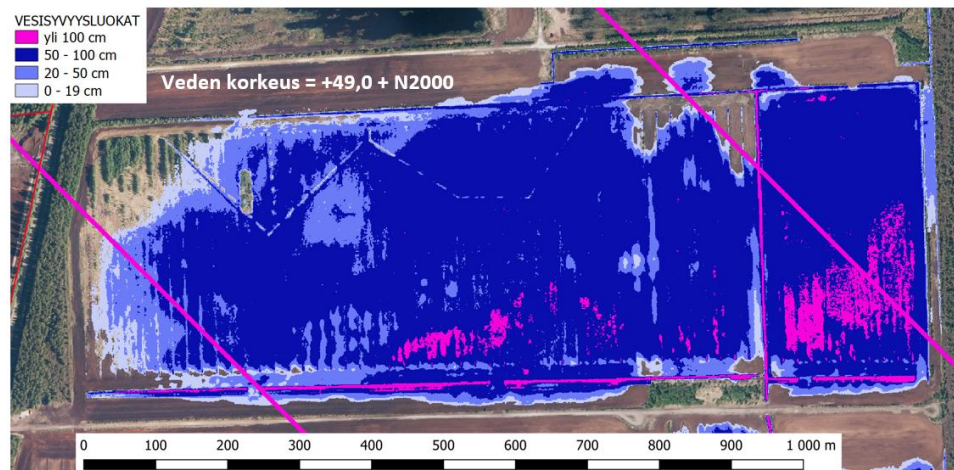 VESISYVYYSLUOKAT
yli 100 cm
50 - 100 cm
20 - 50 cm
0 - 19 cm
Veden korkeus = +49,0 + N2000
0 100 200 300 400 500 600 700 800 900 1 000 m